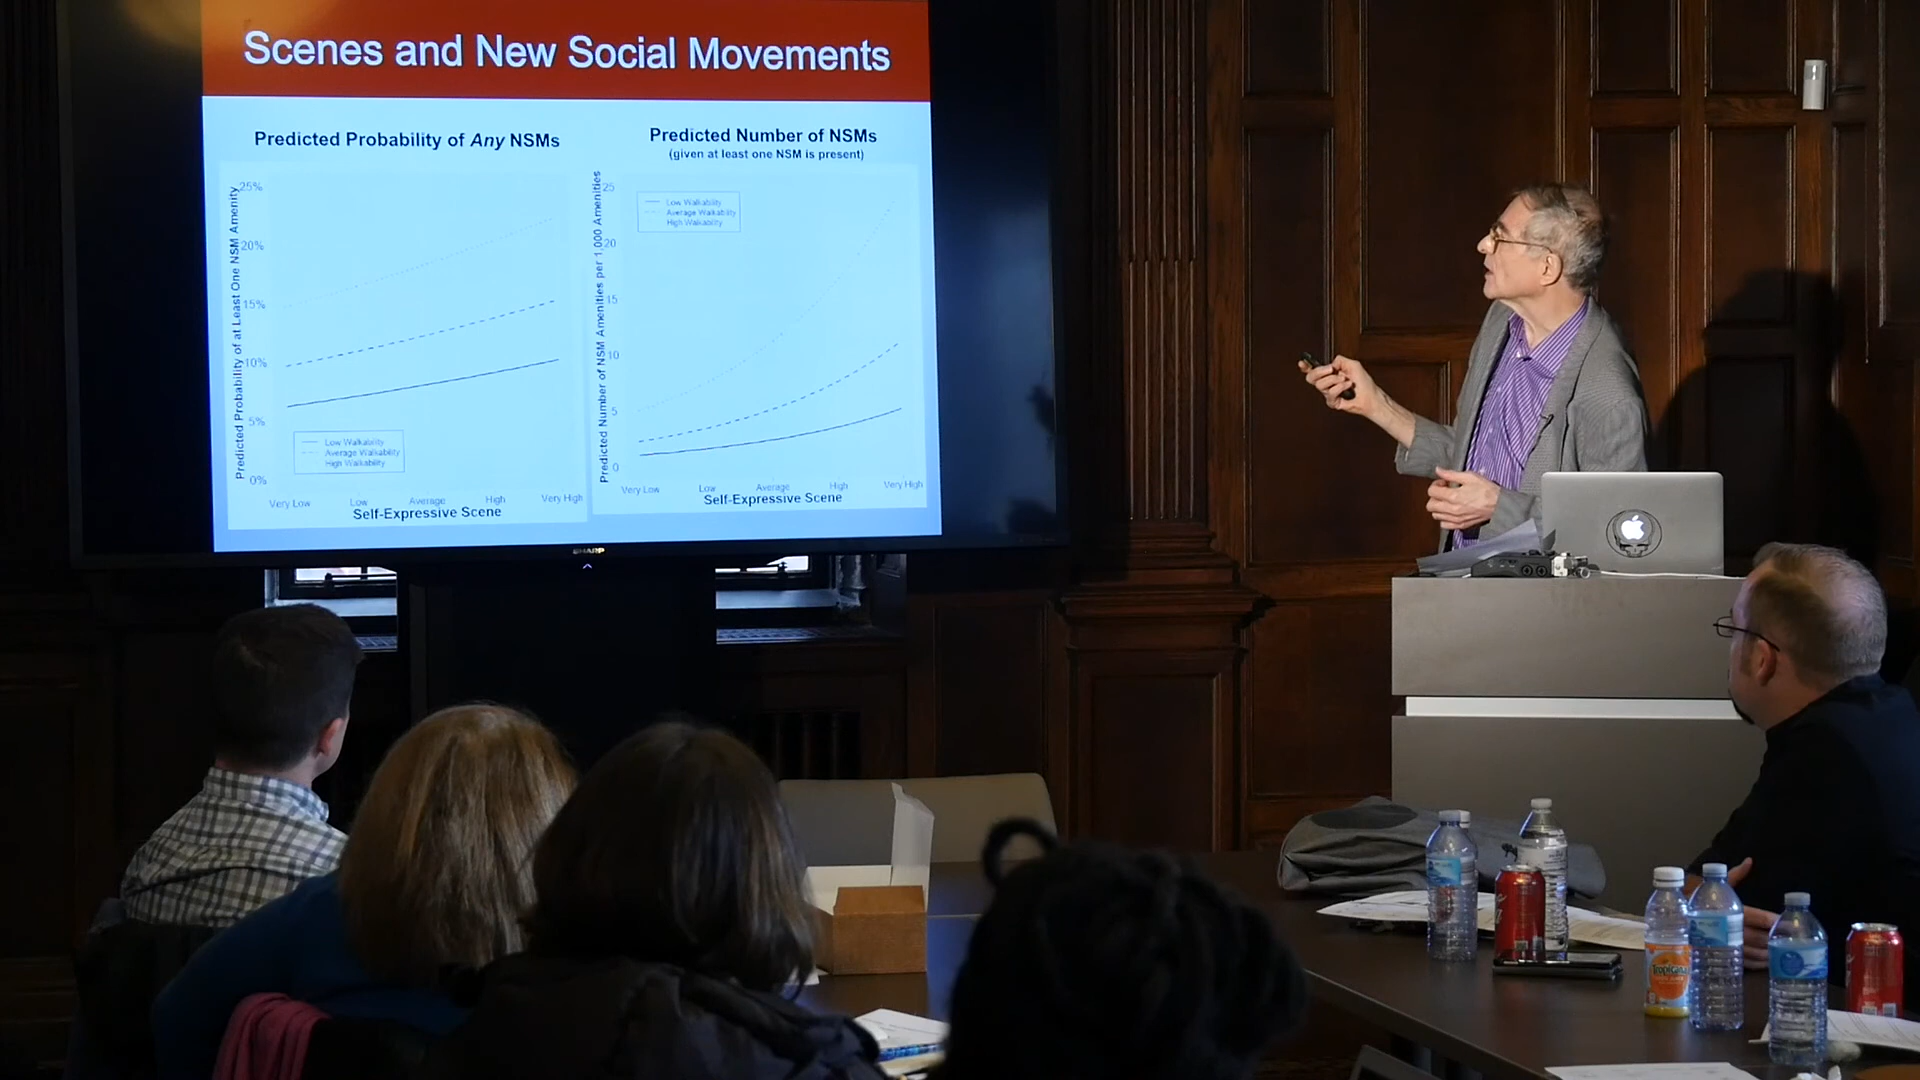 Scenes and New Social Movements
Predicted Probability of Any NSMs
Predicted Probability of at Least One NSM Amenity
25%
20%
15%
10%
5%
0%
Low Walkability
Average Walkability
High Walkability
Very Low
Low
Average
High
Very High
Self-Expressive Scene
Predicted Number of NSMs
(given at least one NSM is present)
Predicted Number of NSM Amenities per 1,000 Amenities
25
20
15
10
5
0
Low Walkability
Average Walkability
High Walkability
Very Low
Low
Average
High
Very High
Self-Expressive Scene
SHARP
Tropicana